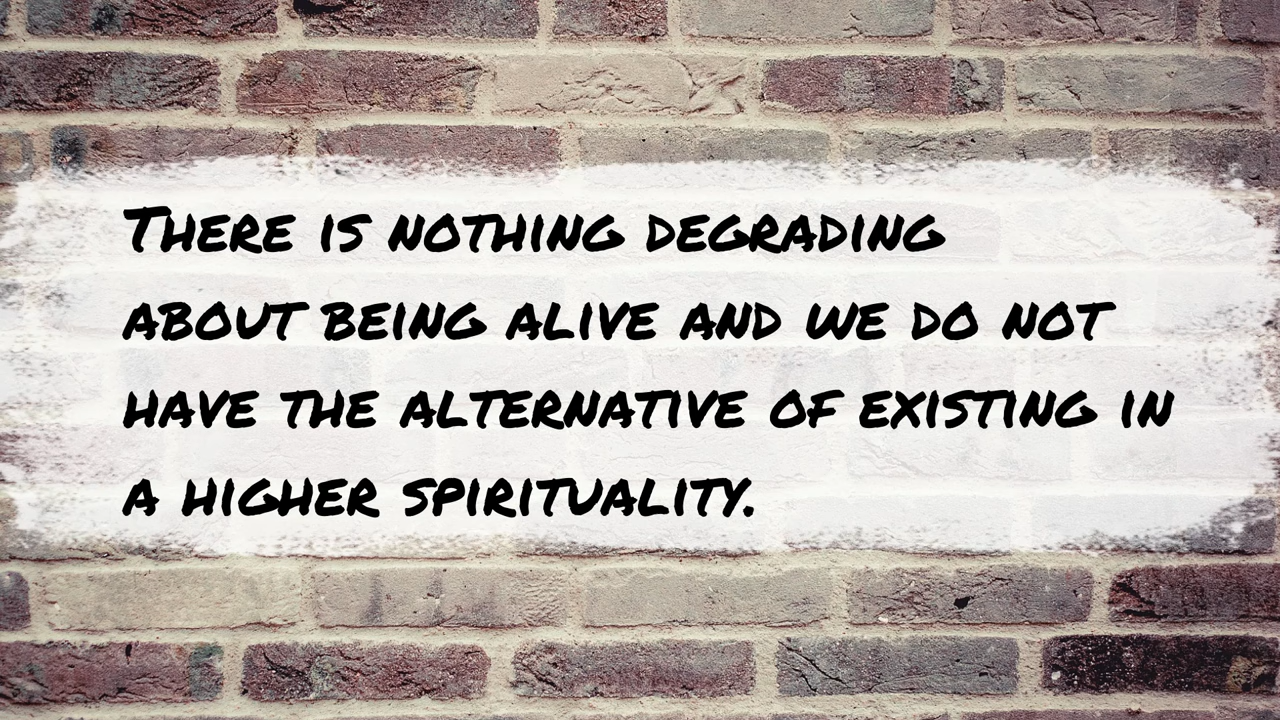 There is nothing degrading
about being alive and we do not
have the alternative of existing in
a higher spirituality.